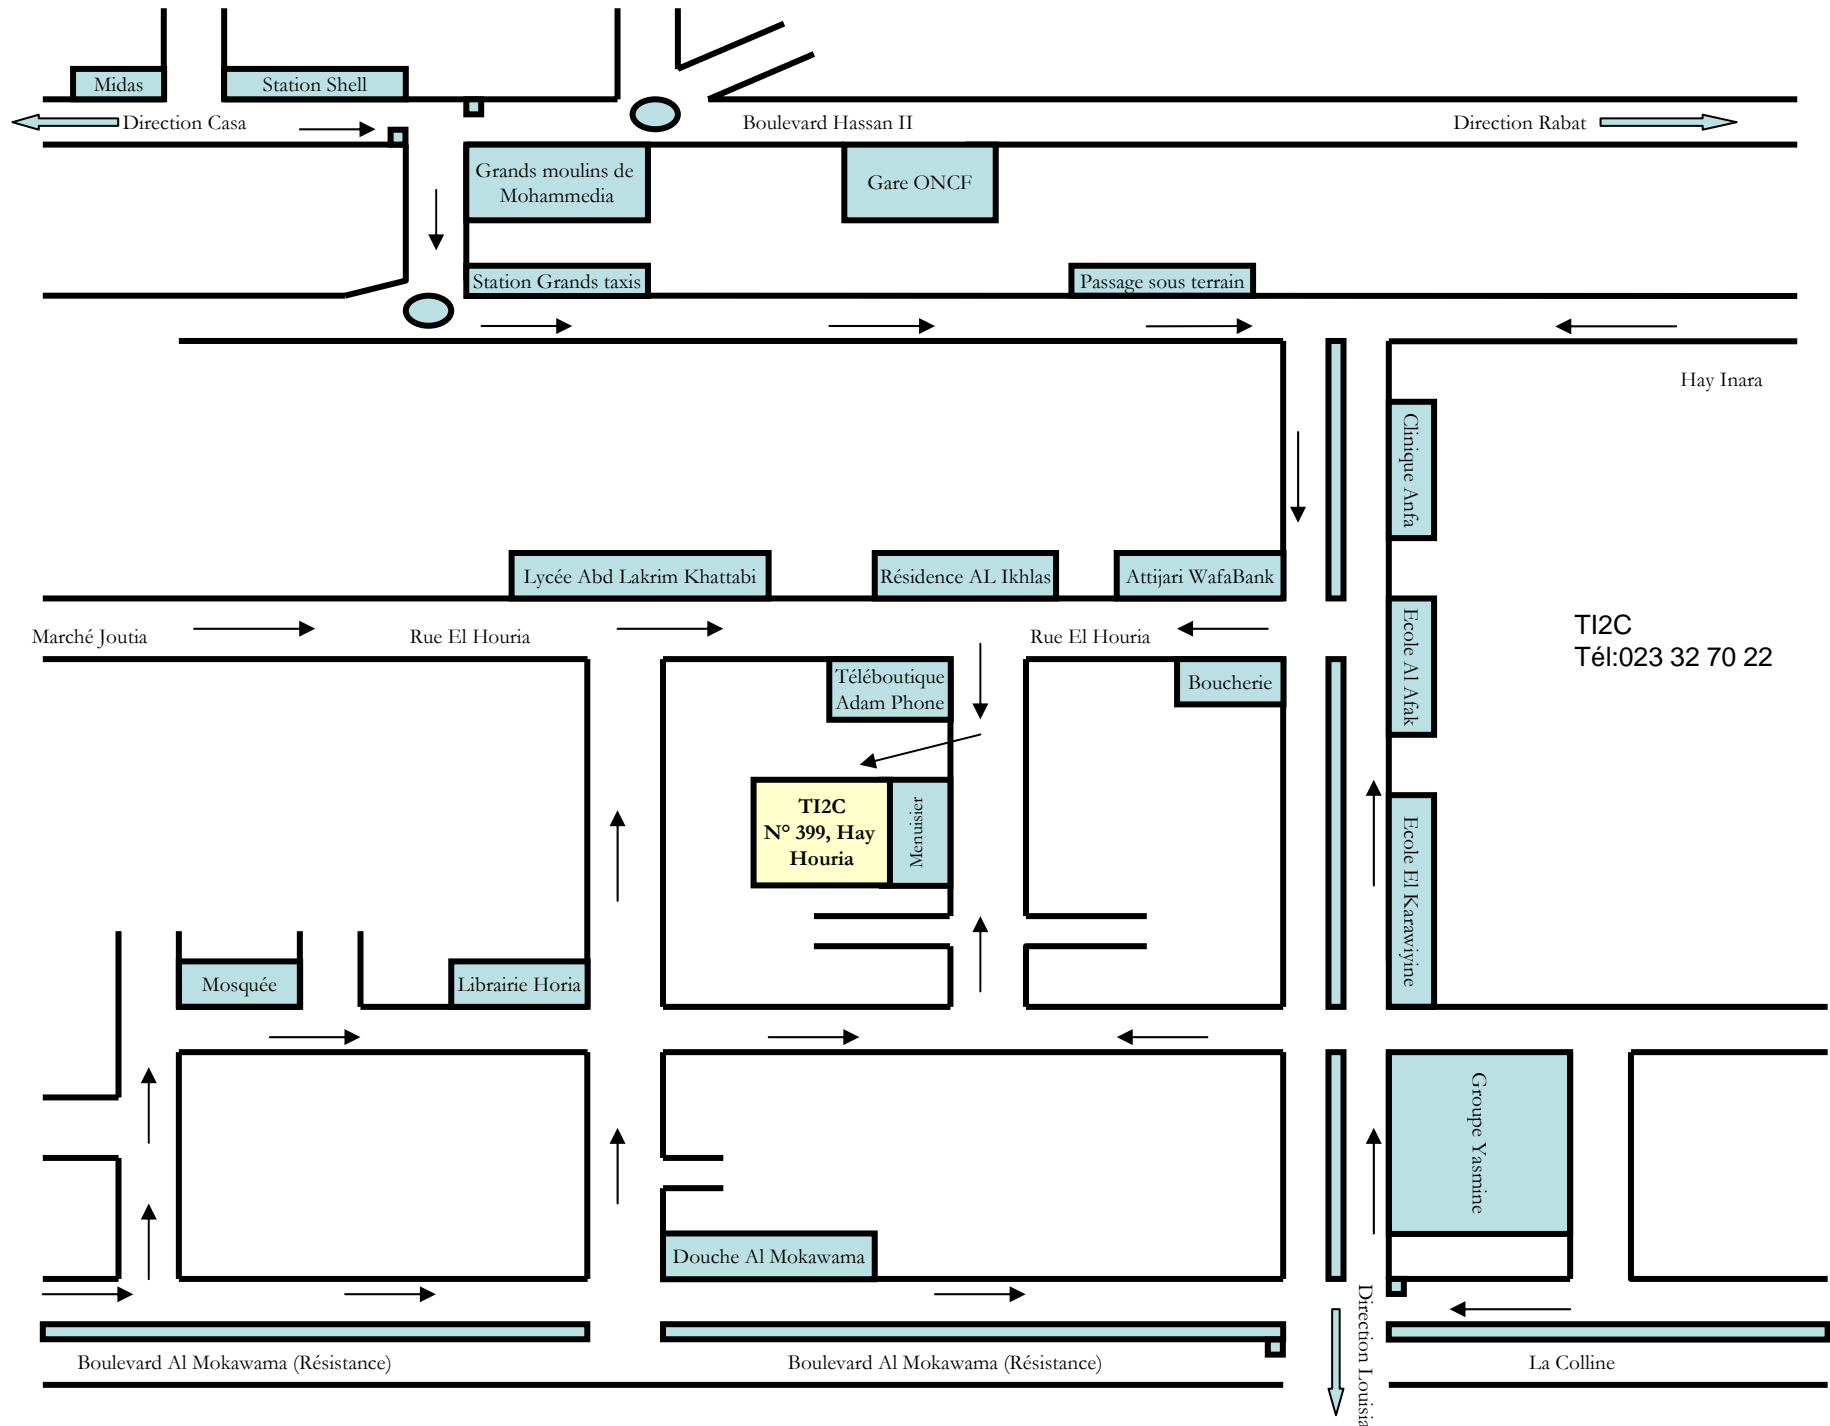 Midas
Station Shell
Direction Casa
Boulevard Hassan II
Direction Rabat
Grands moulins de
Mohammedia
Gare ONCF
Station Grands taxis
Passage sous terrain
Hay Inara
Clinique Anfa
Lycée Abd Lakrim Khattabi
Résidence AL Ikhlas
Attijari WafaBank
Marché Joutia
Rue El Houria
Rue El Houria
Ecole Al Afak
TI2C
Tél:023 32 70 22
Téléboutique
Adam Phone
Boucherie
TI2C
N° 399, Hay
Houria
Menuisier
Ecole El Karawiyine
Mosquée
Librairie Horia
Groupe Yasmine
Douche Al Mokawama
Direction Louisia
Boulevard Al Mokawama (Résistance)
Boulevard Al Mokawama (Résistance)
La Colline